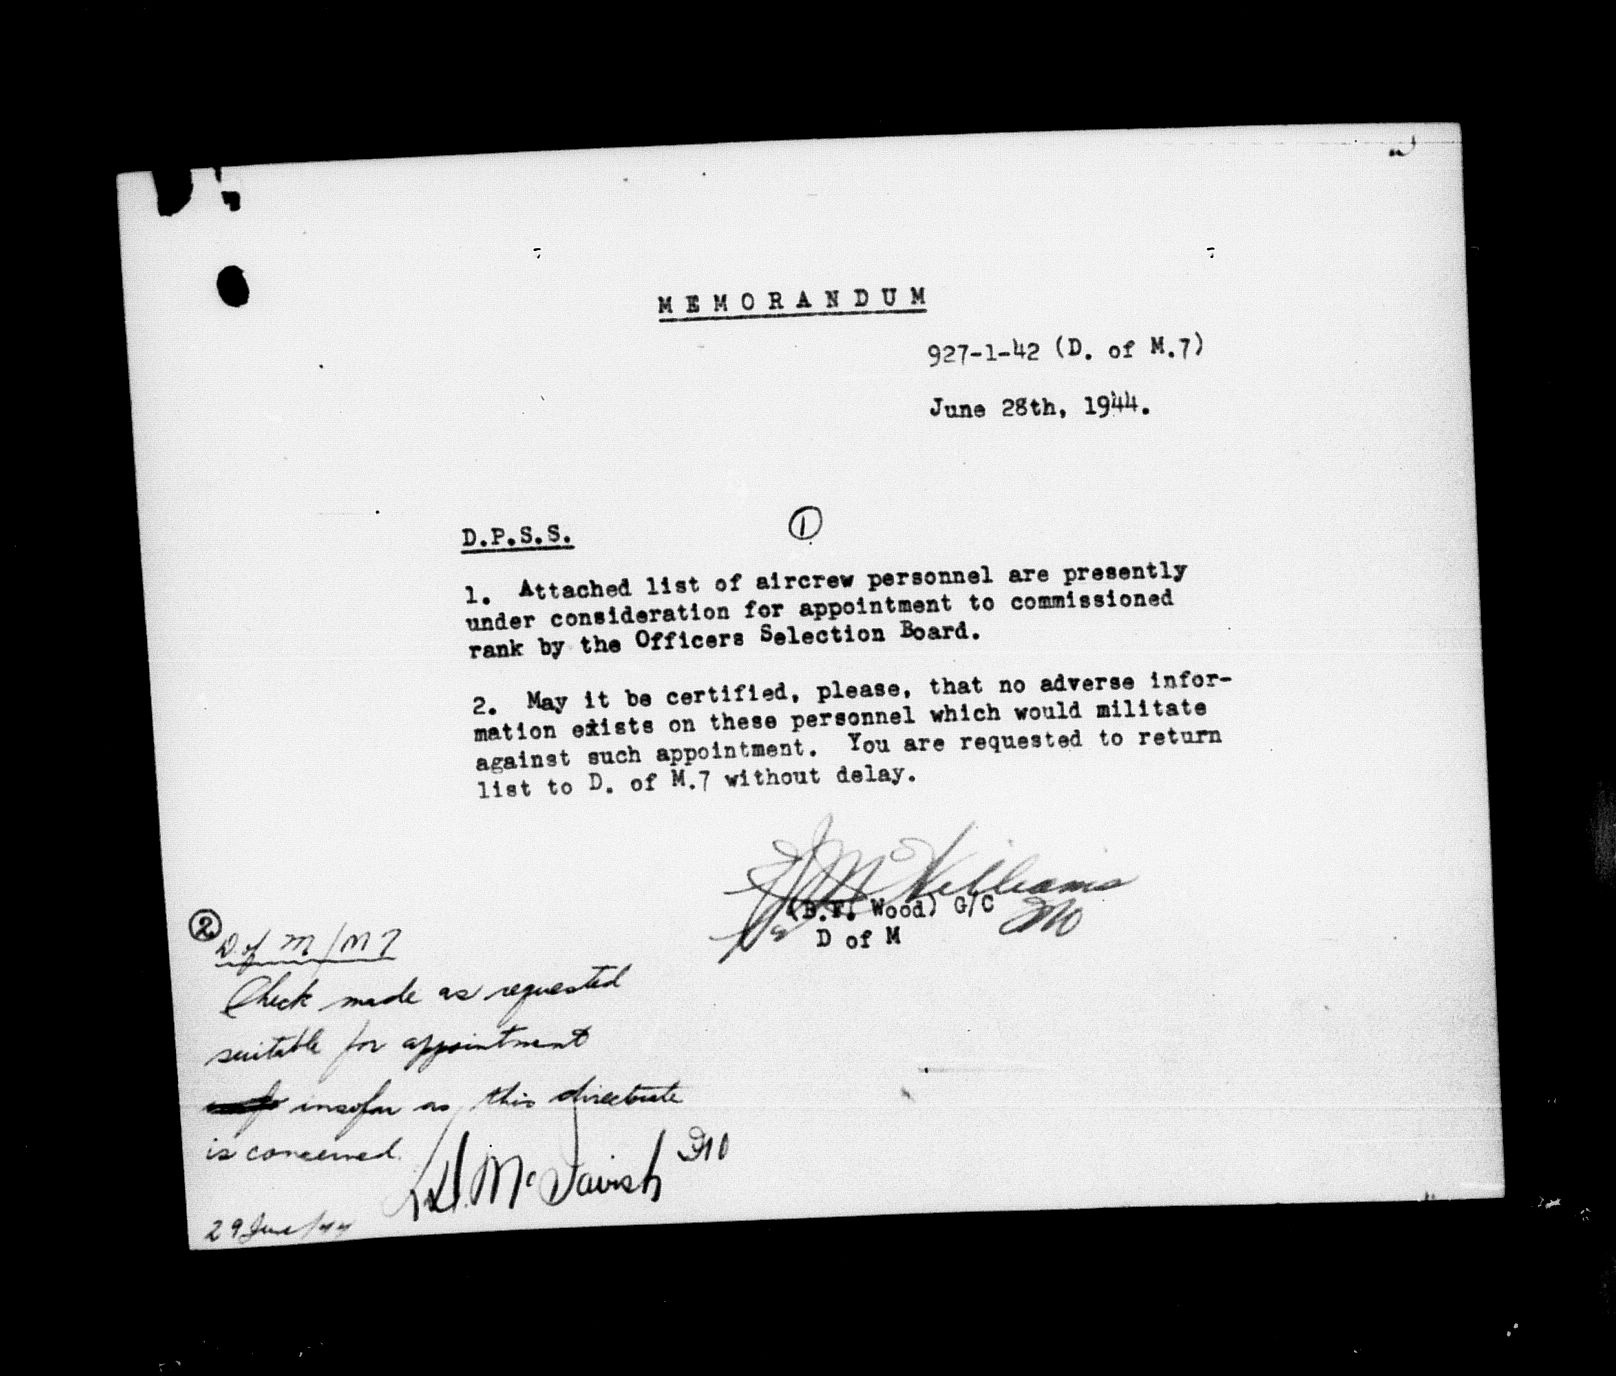 MEMORANDUM
927-1-42 (D. of M.7)
June 28th, 1944.
D.P.S.S.
1
1. Attached list of aircrew personnel are presently
under consideration for appointment to commissioned
rank by the Officers Selection Board.
2. May it be certified, please, that no adverse infor-
mation exists on these personnel which would militate
against such appointment. You are requested to return
list to D. of M.7 without delay.
Williams
(B.F. Wood) G/C
D of M
2
D of M/M7
Check made as requested
suitable for appointment
insofar as this directorate
is concerned.
McTavish
29 June/44